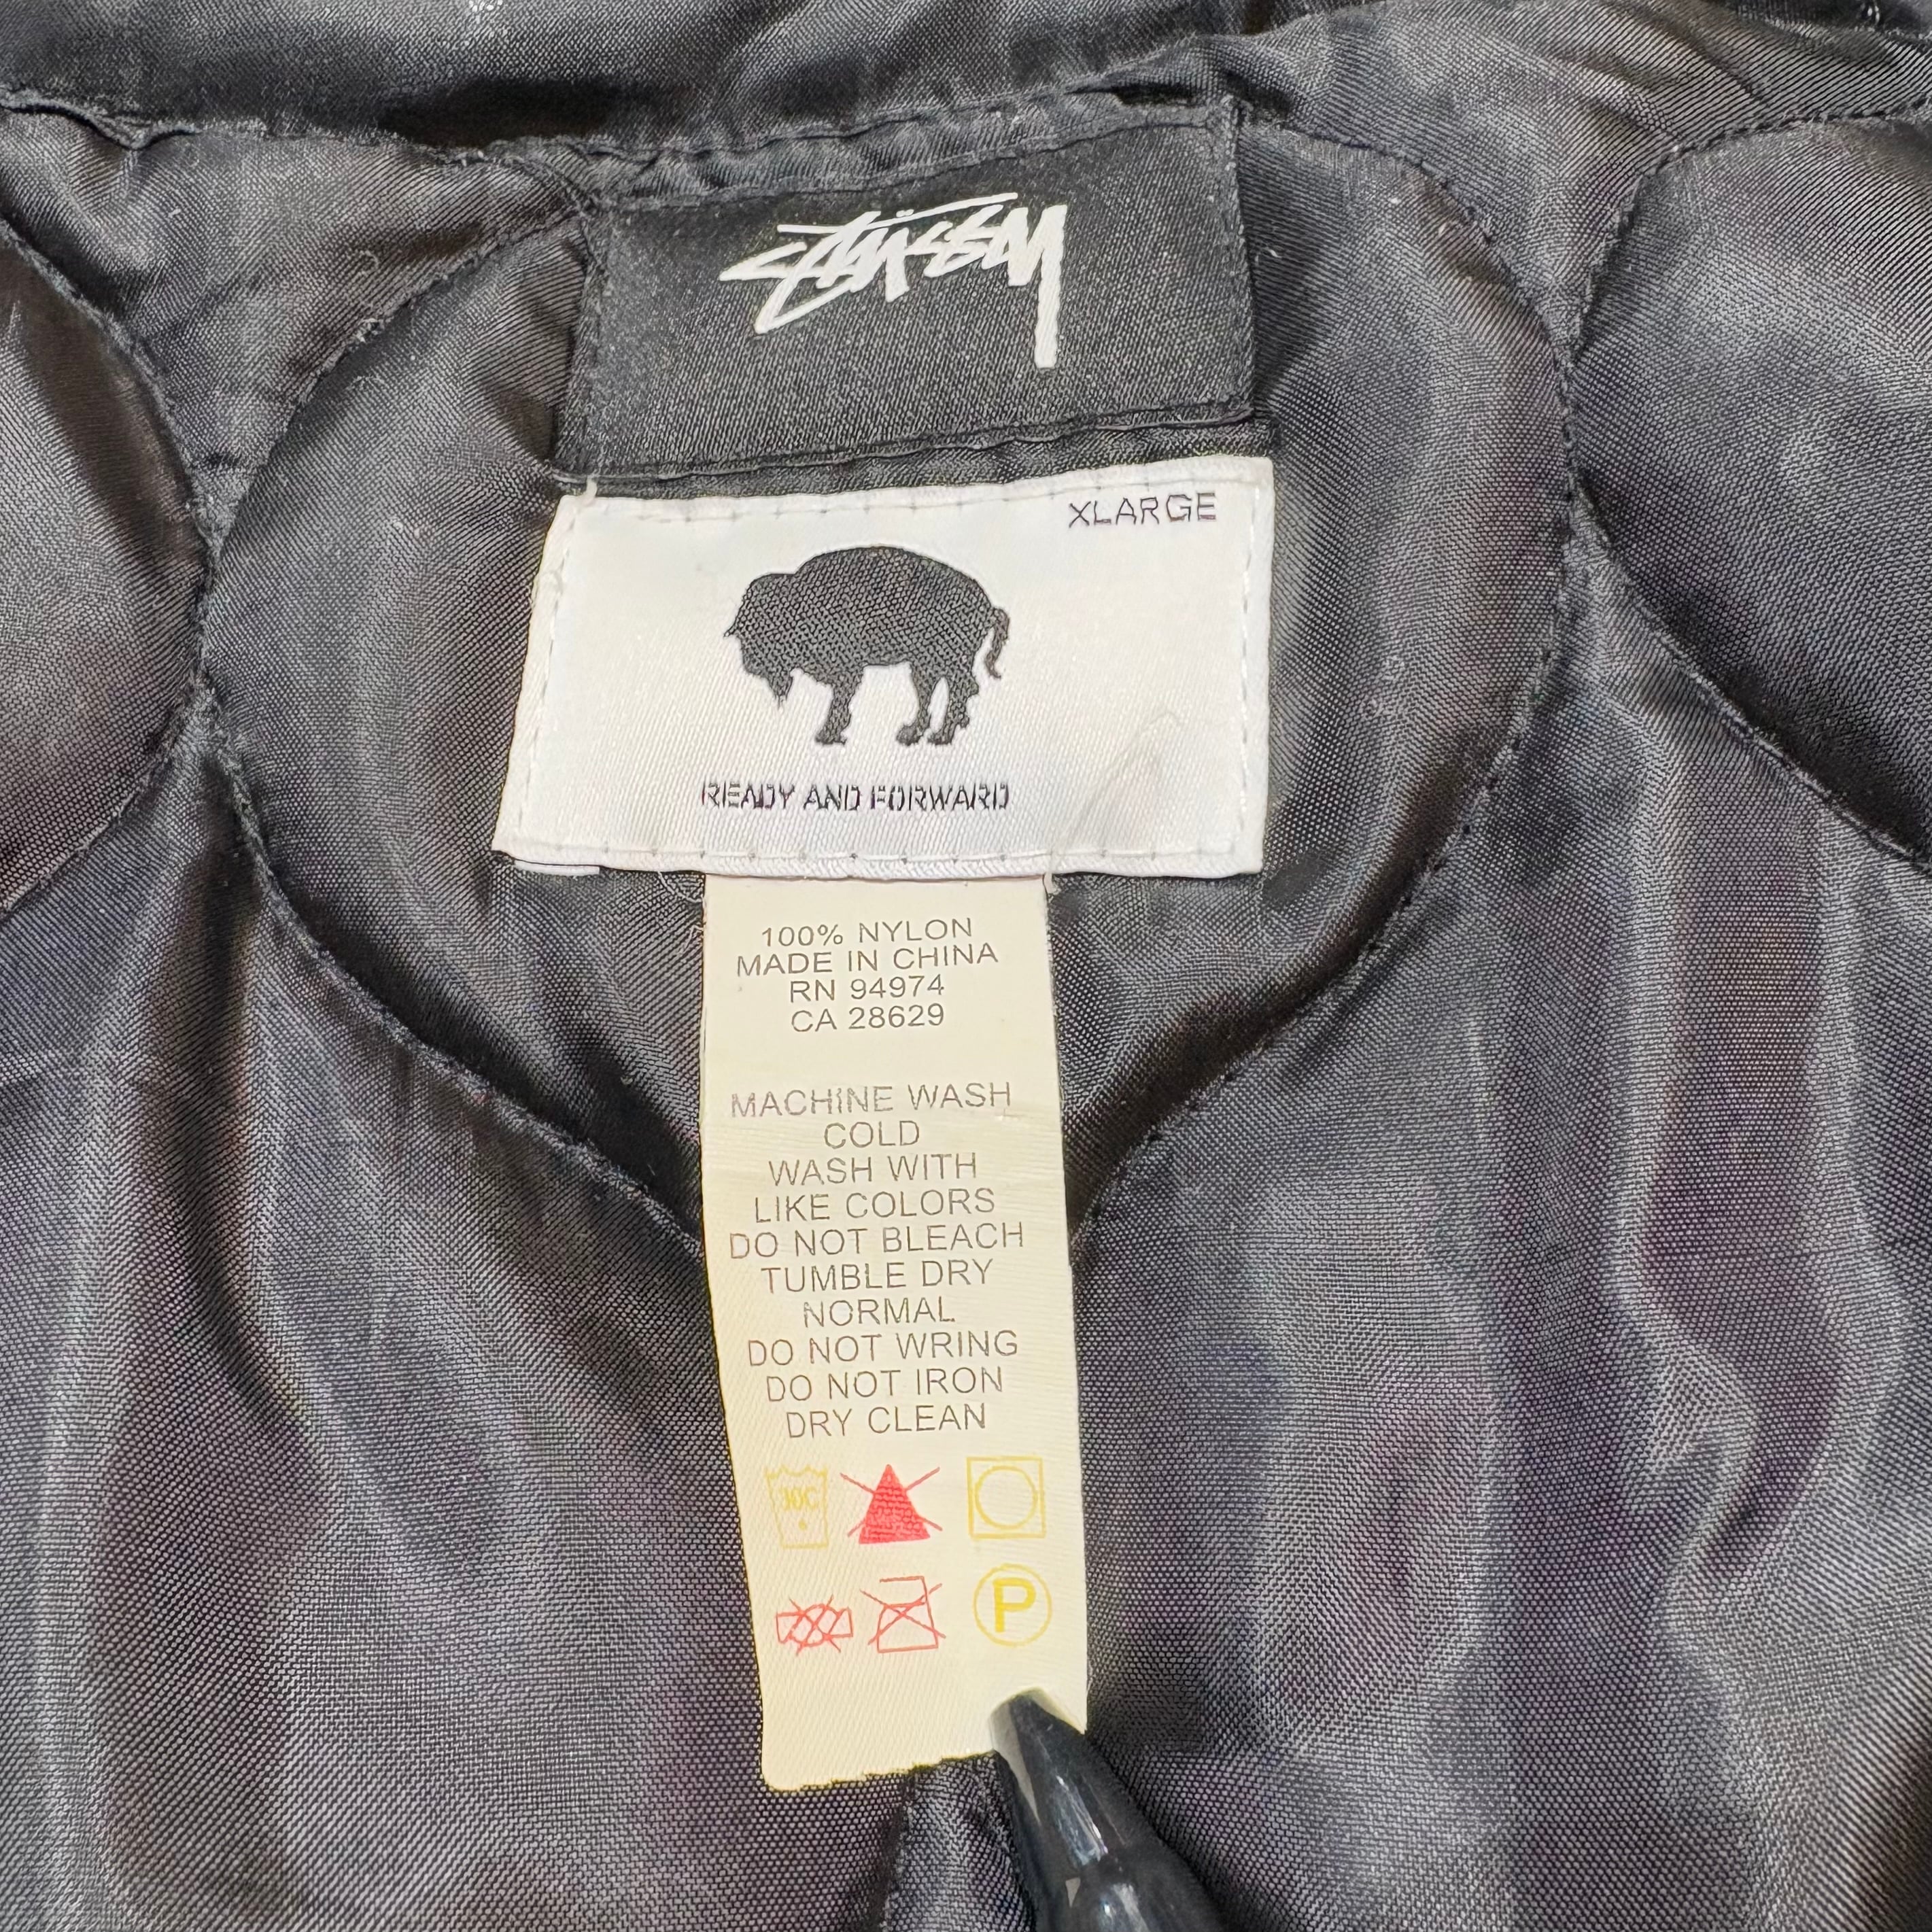 STÜSSY
XLARGE
READY AND FORWARD
100% NYLON
MADE IN CHINA
RN 94974
CA 28629
MACHINE WASH
COLD
WASH WITH
LIKE COLORS
DO NOT BLEACH
TUMBLE DRY
NORMAL
DO NOT WRING
DO NOT IRON
DRY CLEAN
30C
P